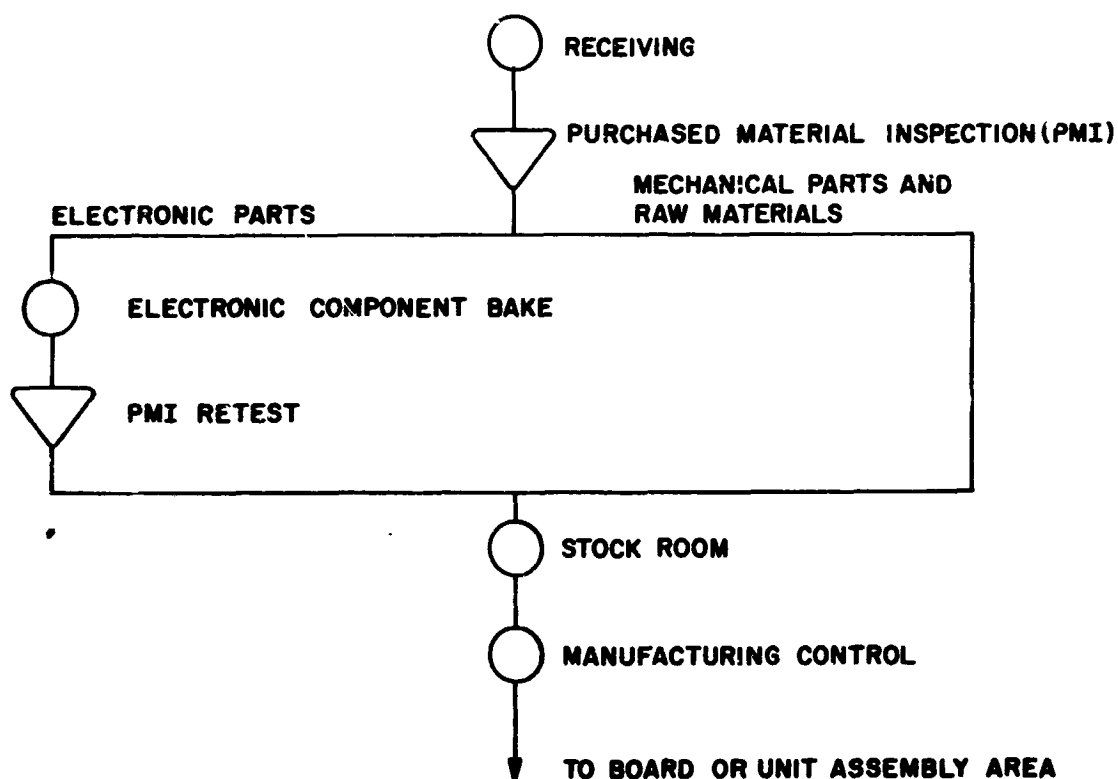 RECEIVING
PURCHASED MATERIAL INSPECTION (PMI)
MECHANICAL PARTS AND
RAW MATERIALS
ELECTRONIC PARTS
ELECTRONIC COMPONENT BAKE
PMI RETEST
STOCK ROOM
MANUFACTURING CONTROL
TO BOARD OR UNIT ASSEMBLY AREA